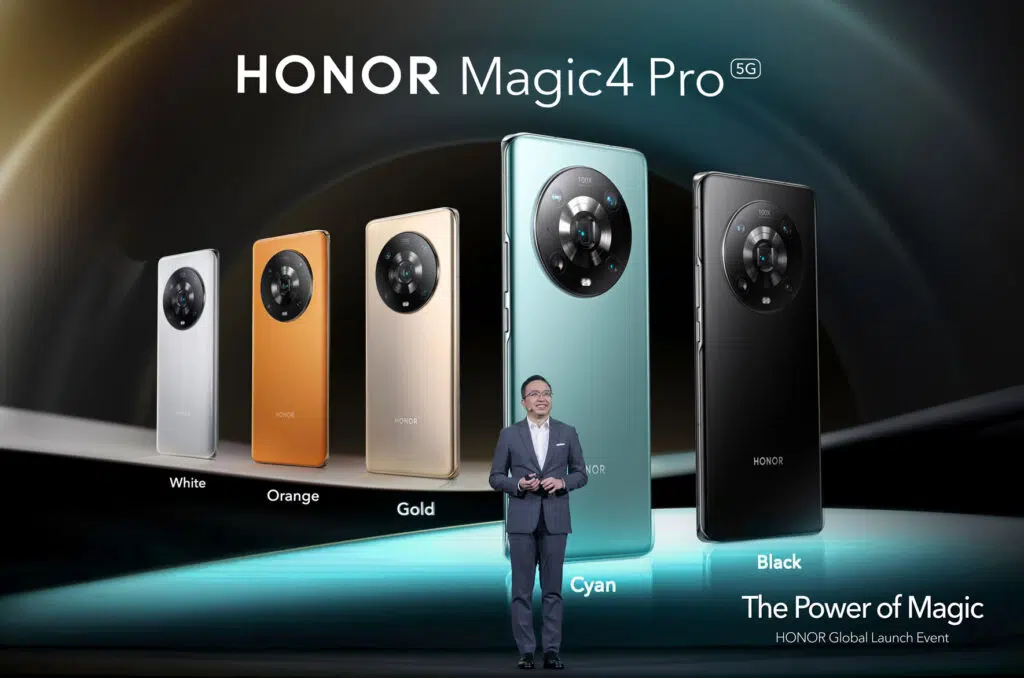 HONOR Magic4 Pro 5G
100X
100X
HONOR
HONOR
NOR
HONOR
White
Orange
Gold
Cyan
Black
The Power of Magic
HONOR Global Launch Event